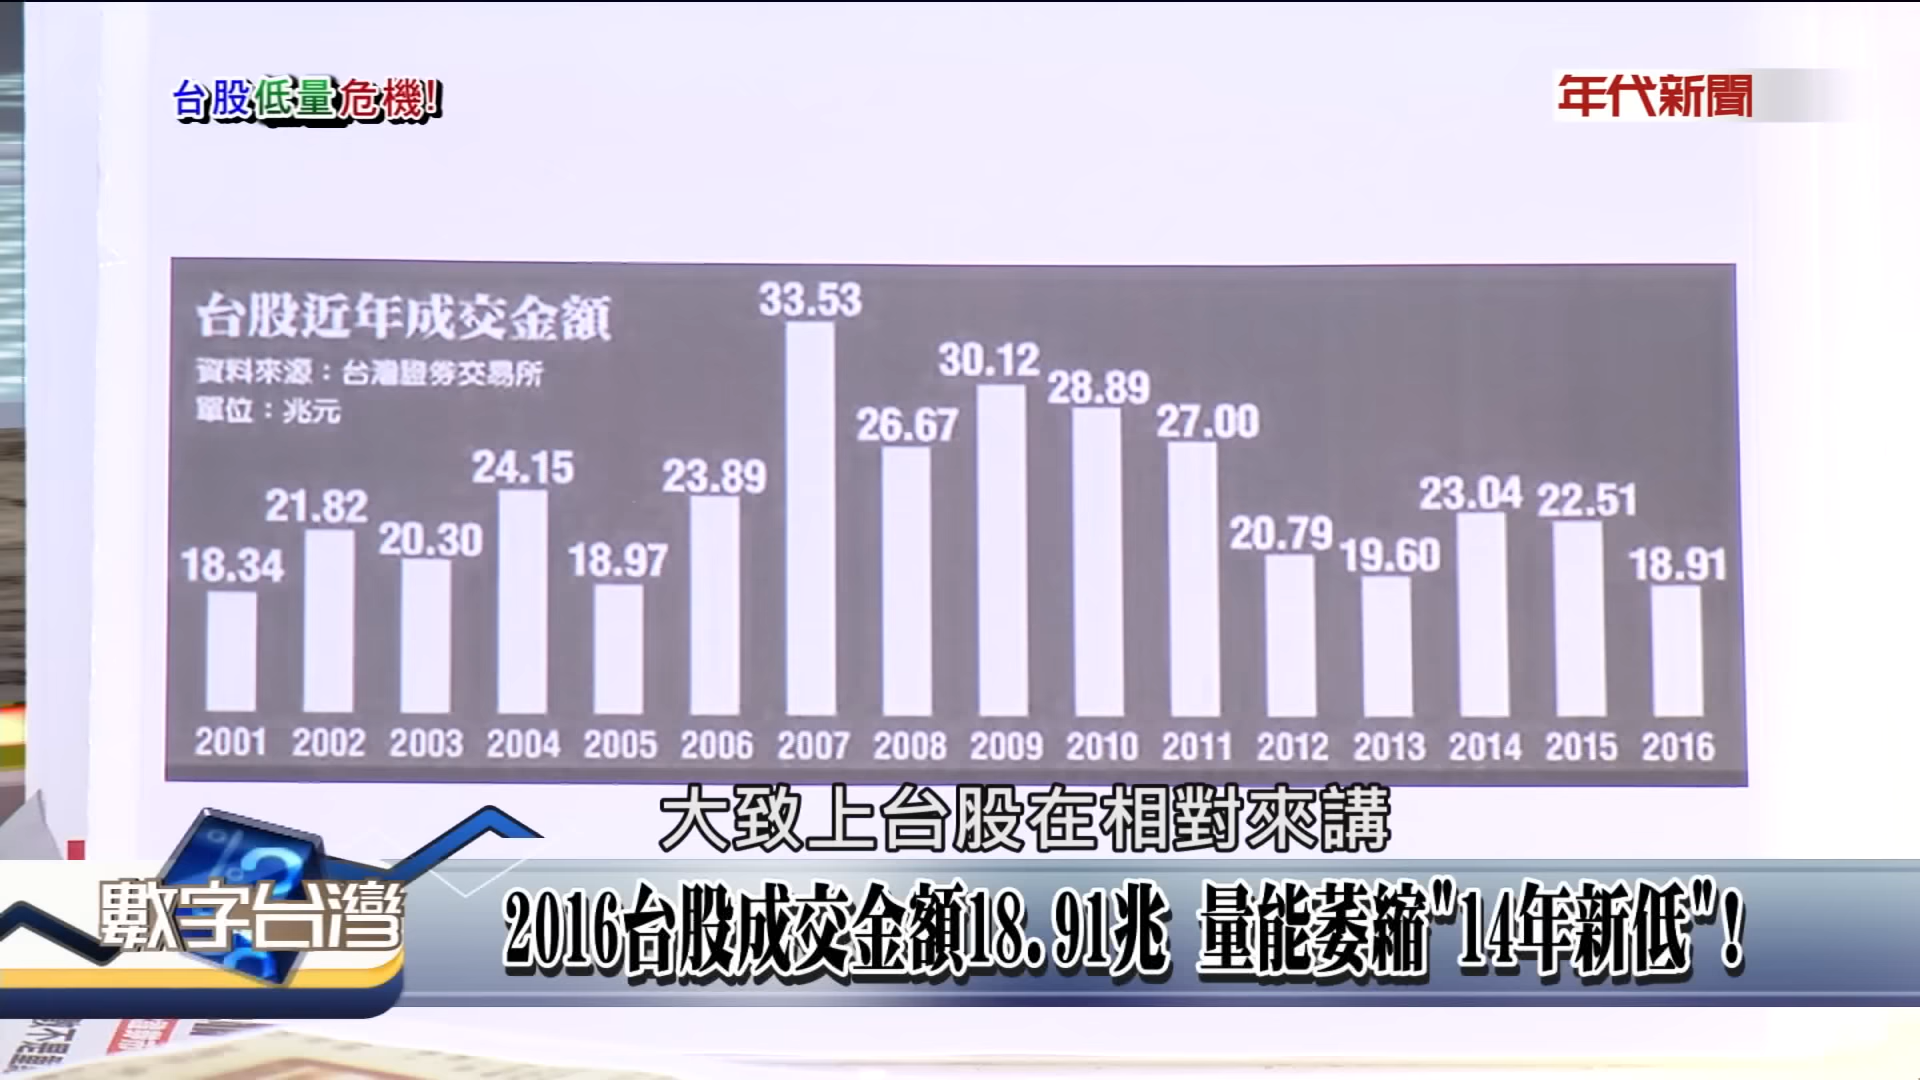 台股低量危機!
年代新聞
台股近年成交金額
資料來源：台灣證券交易所
單位：兆元
33.53
30.12
28.89
26.67
27.00
24.15
23.89
23.04
22.51
21.82
20.30
20.79
19.60
18.34
18.97
18.91
2001 2002 2003 2004 2005 2006 2007 2008 2009 2010 2011 2012 2013 2014 2015 2016
大致上台股在相對來講
數字台灣
2016台股成交金額18.91兆 量能萎縮"14年新低"!